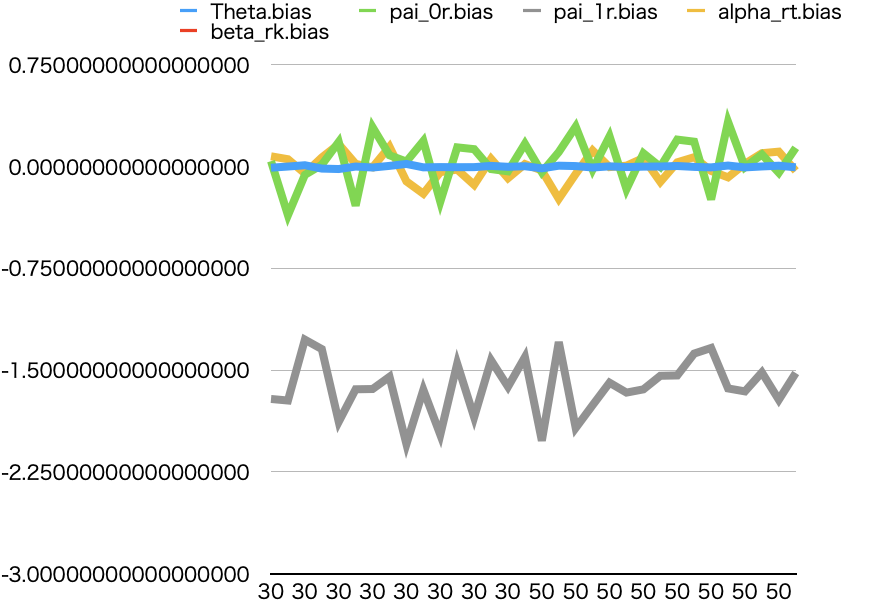 Theta.bias pai_0r.bias pai_1r.bias alpha_rt.bias
beta_rk.bias
0.75000000000000000
0.00000000000000000
-0.75000000000000000
-1.50000000000000000
-2.25000000000000000
-3.00000000000000000
30 30 30 30 30 30 30 30 50 50 50 50 50 50 50 50